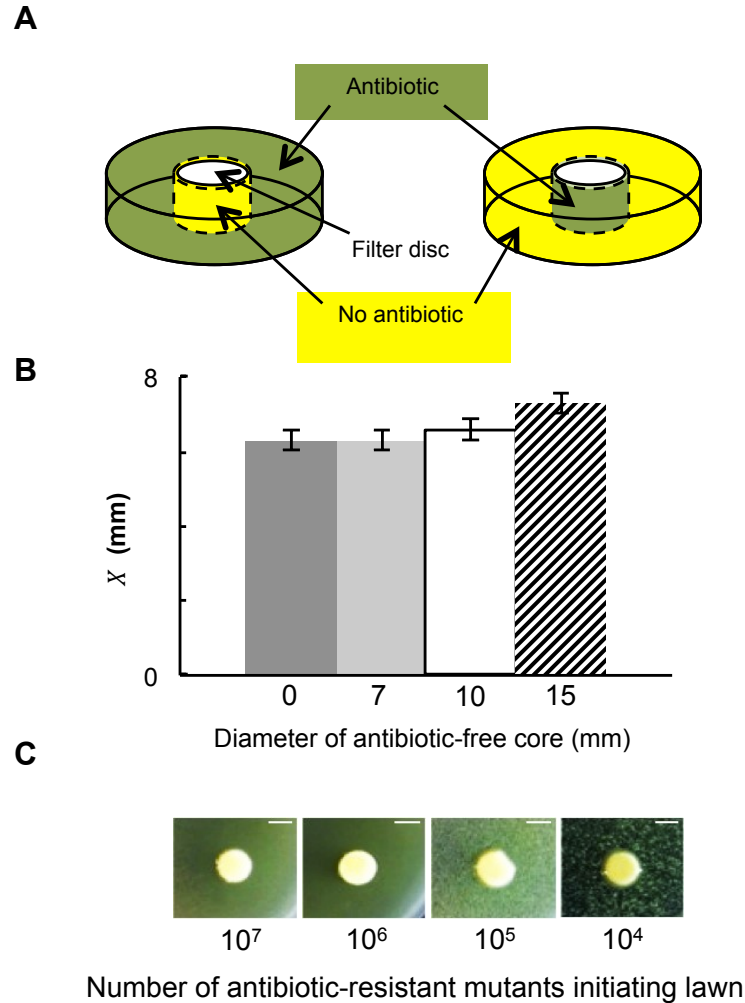 A
Antibiotic
Filter disc
No antibiotic
B
8
X (mm)
0
0 7 10 15
Diameter of antibiotic-free core (mm)
C
10⁷ 10⁶ 10⁵ 10⁴
Number of antibiotic-resistant mutants initiating lawn